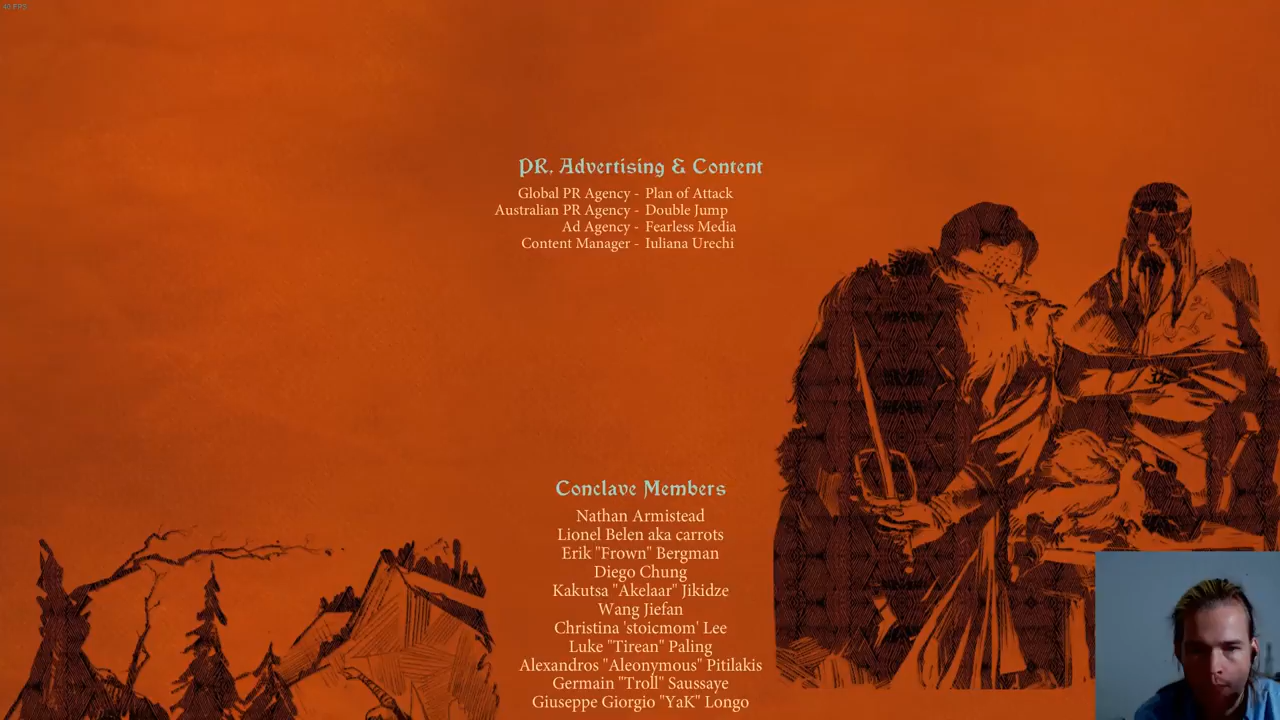 40 FPS
PR, Advertising & Content
Global PR Agency - Plan of Attack
Australian PR Agency - Double Jump
Ad Agency - Fearless Media
Content Manager - Iuliana Urechi
Conclave Members
Nathan Armistead
Lionel Belen aka carrots
Erik "Frown" Bergman
Diego Chung
Kakutsa "Akelaar" Jikidze
Wang Jiefan
Christina 'stoicmom' Lee
Luke "Tirean" Paling
Alexandros "Aleonymous" Pitilakis
Germain "Troll" Saussaye
Giuseppe Giorgio "YaK" Longo